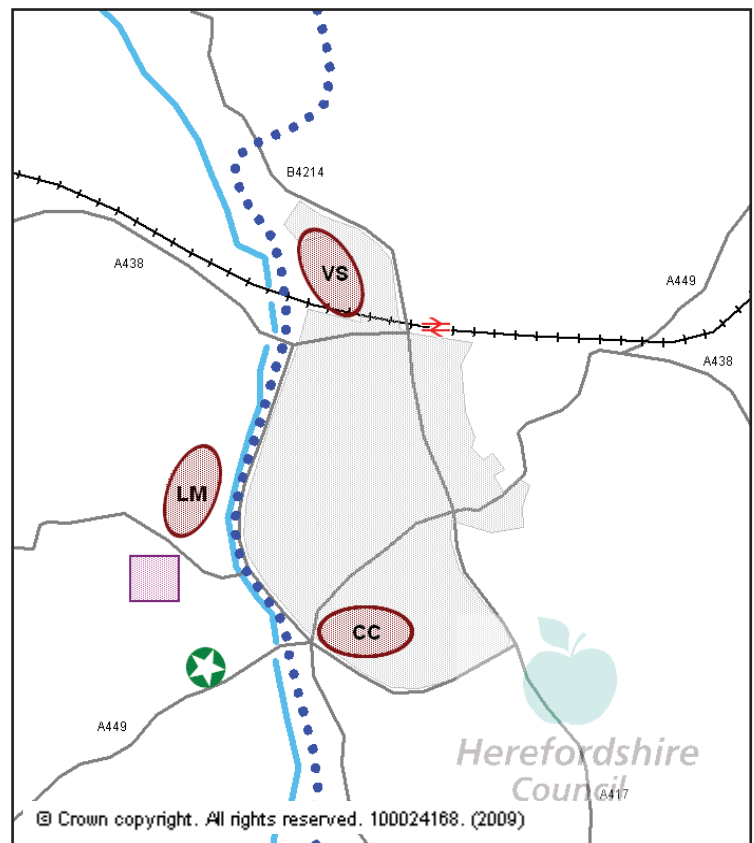 B4214
A438
VS
A449
A438
LM
CC
A449
Herefordshire
Council
A417
© Crown copyright. All rights reserved. 100024168. (2009)